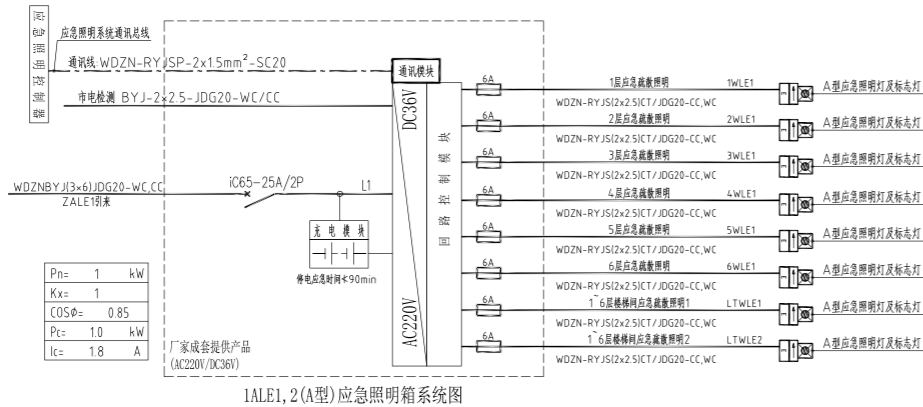 应急照明控制器
应急照明系统通讯总线
通讯线:WDZN-RYJSP-2x1.5mm²-SC20
市电检测 BYJ-2x2.5-JDG20-WC/CC
WDZNBYJ(3×6)JDG20-WC,CC
ZALE1引来
iC65-25A/2P
L1
充电模块
停电应急时间≮90min
通讯模块
DC36V
AC220V
回路控制模块
6A 1层应急疏散照明 1WLE1 A型应急照明灯及标志灯
WDZN-RYJS(2x2.5)CT/JDG20-CC,WC
6A 2层应急疏散照明 2WLE1 A型应急照明灯及标志灯
WDZN-RYJS(2x2.5)CT/JDG20-CC,WC
6A 3层应急疏散照明 3WLE1 A型应急照明灯及标志灯
WDZN-RYJS(2x2.5)CT/JDG20-CC,WC
6A 4层应急疏散照明 4WLE1 A型应急照明灯及标志灯
WDZN-RYJS(2x2.5)CT/JDG20-CC,WC
6A 5层应急疏散照明 5WLE1 A型应急照明灯及标志灯
WDZN-RYJS(2x2.5)CT/JDG20-CC,WC
6A 6层应急疏散照明 6WLE1 A型应急照明灯及标志灯
WDZN-RYJS(2x2.5)CT/JDG20-CC,WC
6A 1~6层楼梯间应急疏散照明1 LTWLE1 A型应急照明灯及标志灯
WDZN-RYJS(2x2.5)CT/JDG20-CC,WC
6A 1~6层楼梯间应急疏散照明2 LTWLE2 A型应急照明灯及标志灯
WDZN-RYJS(2x2.5)CT/JDG20-CC,WC
Pn= 1 kW
Kx= 1
COSΦ= 0.85
Pc= 1.0 kW
Ic= 1.8 A
厂家成套提供产品
(AC220V/DC36V)
1ALE1,2(A型)应急照明箱系统图